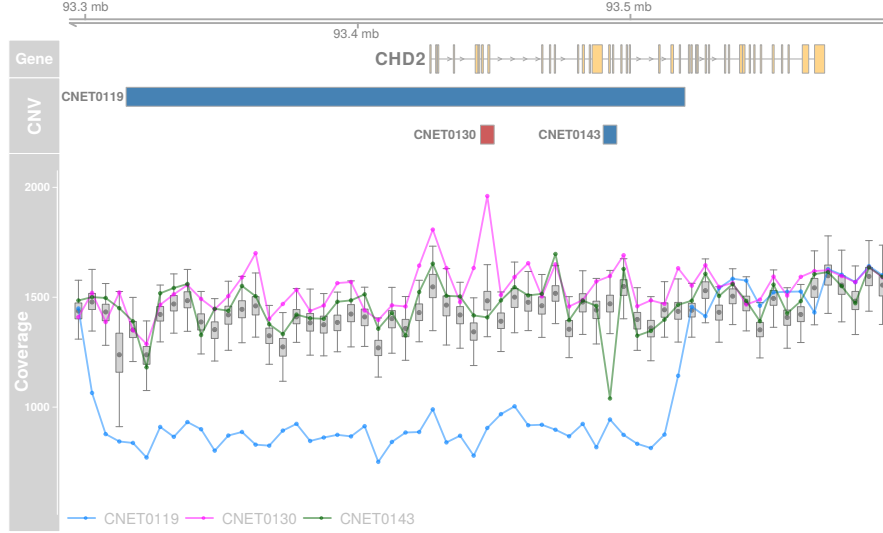 93.3 mb
93.5 mb
93.4 mb
Gene
CHD2
CNV
CNET0119
CNET0130
CNET0143
Coverage
2000
1500
1000
CNET0119
CNET0130
CNET0143